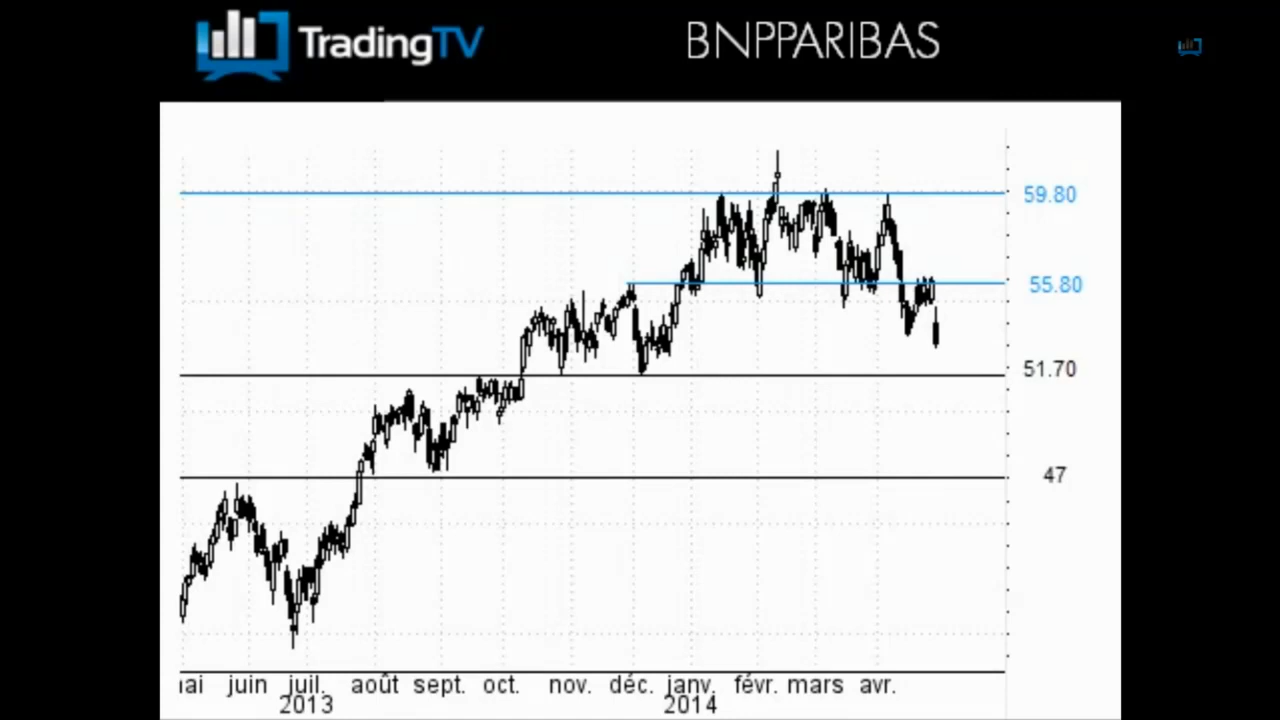 TradingTV
BNPPARIBAS
59.80
55.80
51.70
47
juin juil. août sept. oct. nov. déc. janv. févr. mars avr.
2013 2014